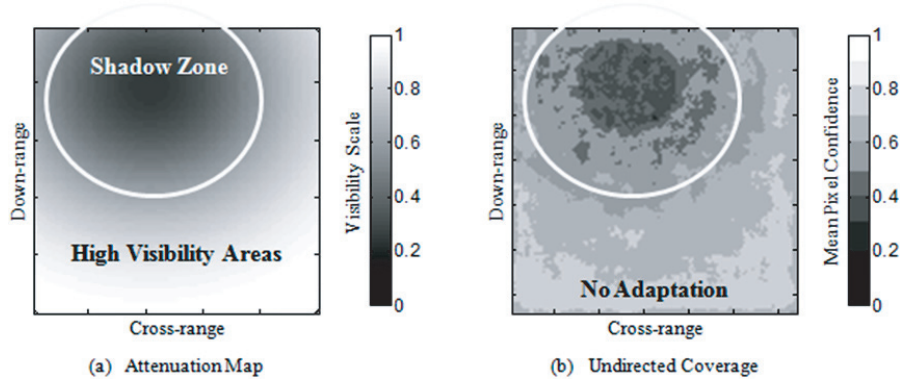 Shadow Zone
High Visibility Areas
Down-range
Cross-range
1
0.8
0.6
0.4
0.2
0
Visibility Scale
(a) Attenuation Map
No Adaptation
Down-range
Cross-range
1
0.8
0.6
0.4
0.2
0
Mean Pixel Confidence
(b) Undirected Coverage